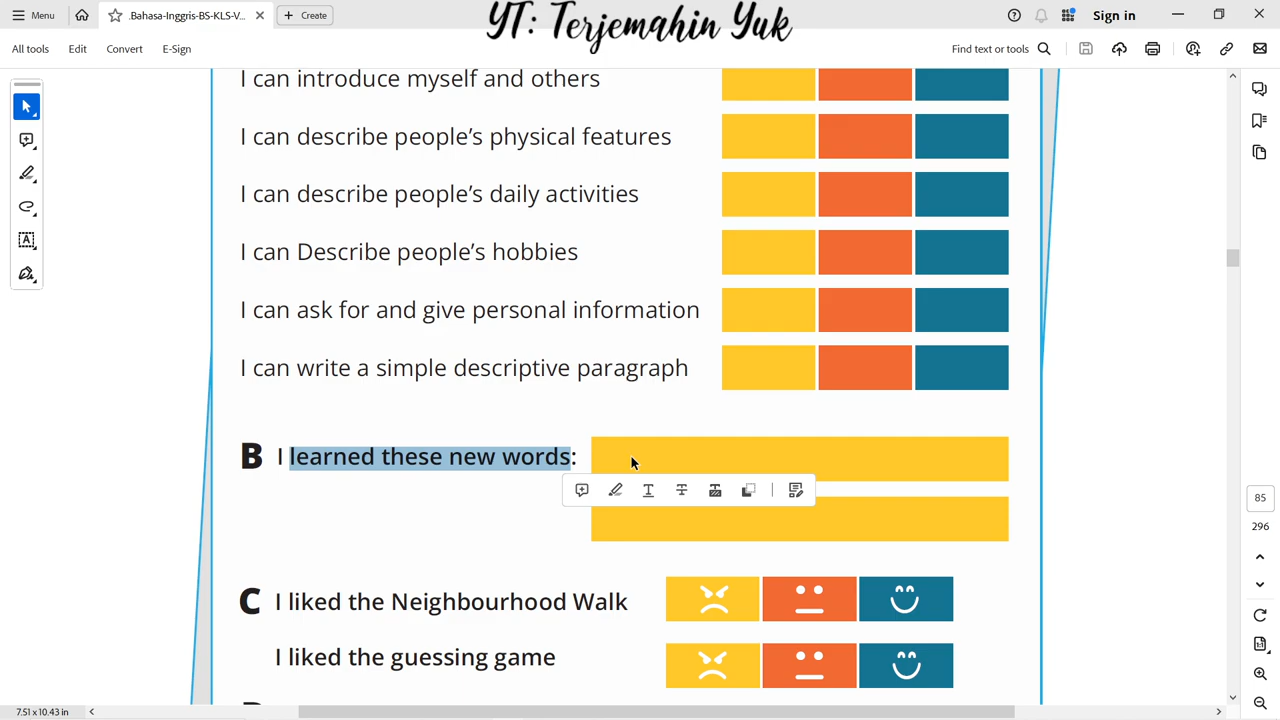 Menu
.Bahasa-Inggris-BS-KLS-V...
Create
YT: Terjemahin Yuk
Sign in
All tools
Edit
Convert
E-Sign
Find text or tools
I can introduce myself and others
I can describe people's physical features
I can describe people's daily activities
I can Describe people's hobbies
I can ask for and give personal information
I can write a simple descriptive paragraph
B I learned these new words:
85
296
C I liked the Neighbourhood Walk
I liked the guessing game
7.51 x 10.43 in